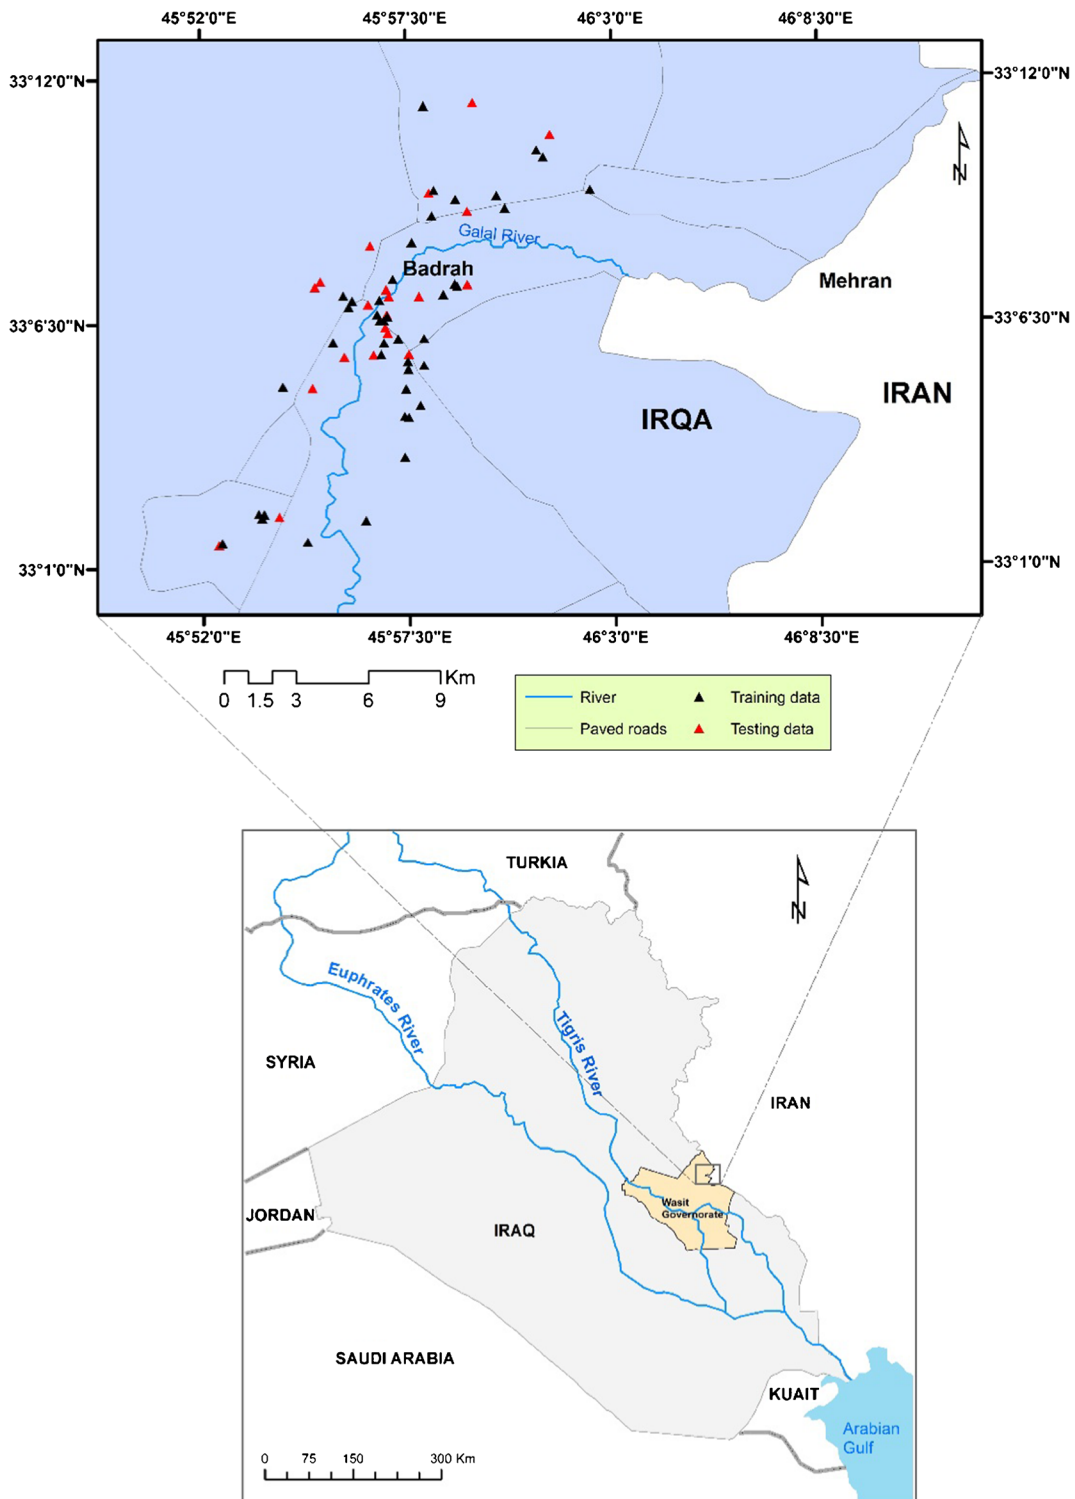 45°52'0"E 45°57'30"E 46°3'0"E 46°8'30"E
33°12'0"N 33°12'0"N
N
Galal River
Badrah
Mehran
33°6'30"N 33°6'30"N
IRAN
IRQA
33°1'0"N 33°1'0"N
45°52'0"E 45°57'30"E 46°3'0"E 46°8'30"E
Km
0 1.5 3 6 9
River Training data
Paved roads Testing data
TURKIA
N
Euphrates River
Tigris River
SYRIA
IRAN
Wasit
Governorate
JORDAN
IRAQ
SAUDI ARABIA
KUAIT
Arabian
Gulf
0 75 150 300 Km